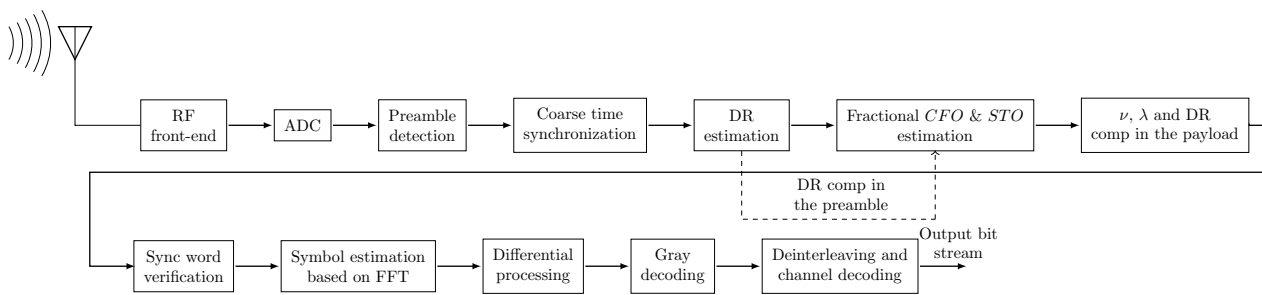 RF
front-end
ADC
Preamble
detection
Coarse time
synchronization
DR
estimation
Fractional CFO & STO
estimation
ν, λ and DR
comp in the payload
DR comp in
the preamble
Sync word
verification
Symbol estimation
based on FFT
Differential
processing
Gray
decoding
Deinterleaving and
channel decoding
Output bit
stream